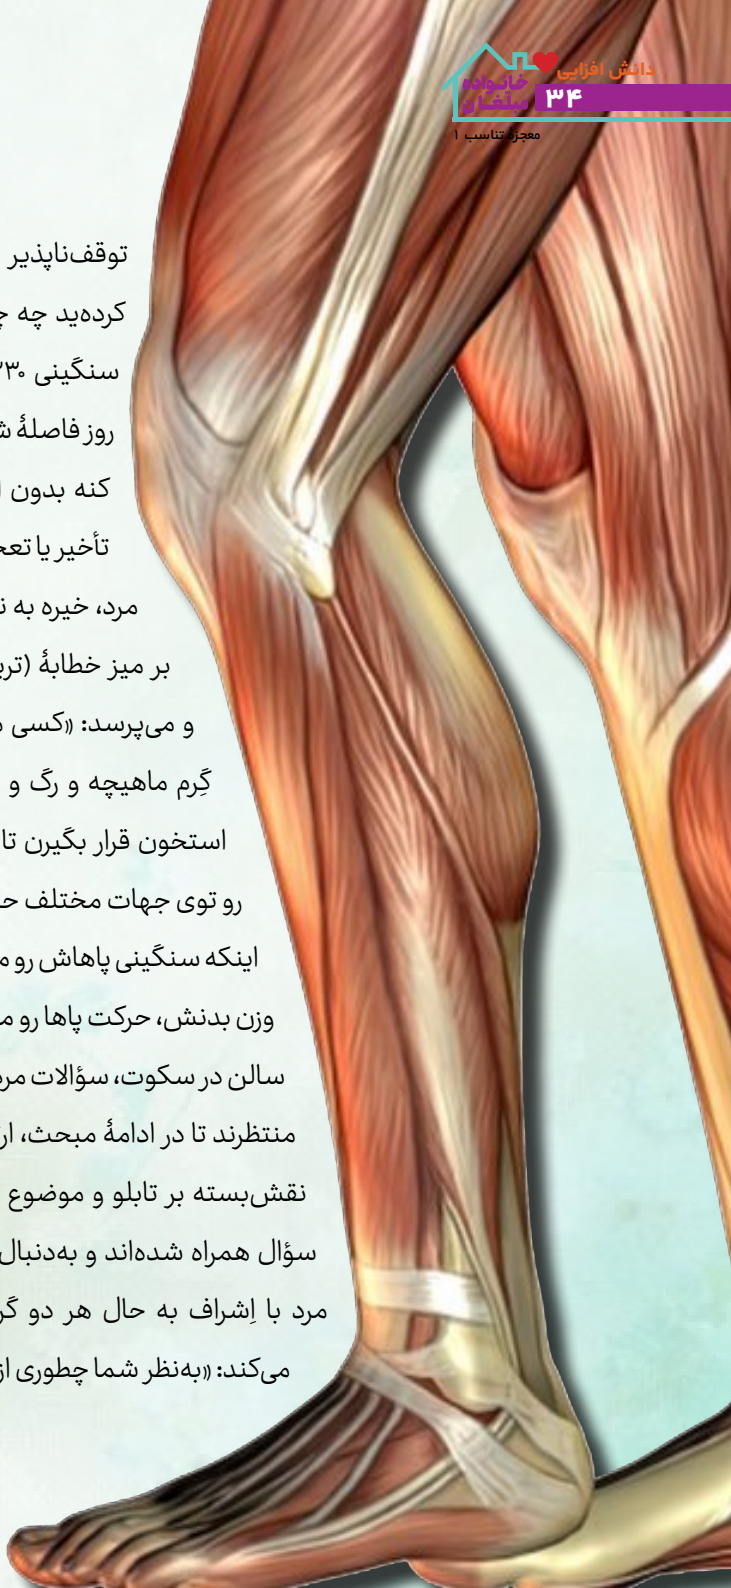 دانش افزایی
خانواده
مبلغان
۳۴
معجزهٔ تناسب ۱
توقف‌ناپذیر
کرده‌ید چه
سنگینی
روز فاصلهٔ
کنه بدون
تأخیر یا
مرد، خیره به
بر میز خطابهٔ
و می‌پرسد: «کسی
گِرم ماهیچه و رگ و
استخون قرار بگیرن تا
رو توی جهات مختلف
اینکه سنگینی پاهاش رو
وزن بدنش، حرکت پاها رو
سالن در سکوت، سؤالات
منتظرند تا در ادامهٔ مبحث،
نقش‌بسته بر تابلو و موضوع
سؤال همراه شده‌اند و به‌دنبال
مرد با اِشراف به حال هر دو
می‌کند: «به‌نظر شما چطوری از